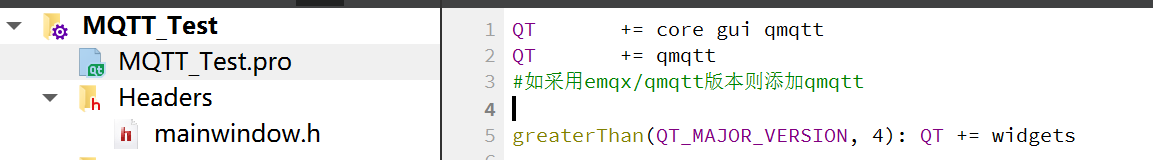 MQTT_Test
MQTT_Test.pro
Headers
mainwindow.h
1 QT += core gui qmqtt
2 QT += qmqtt
3 #如采用emqx/qmqtt版本则添加qmqtt
4
5 greaterThan(QT_MAJOR_VERSION, 4): QT += widgets